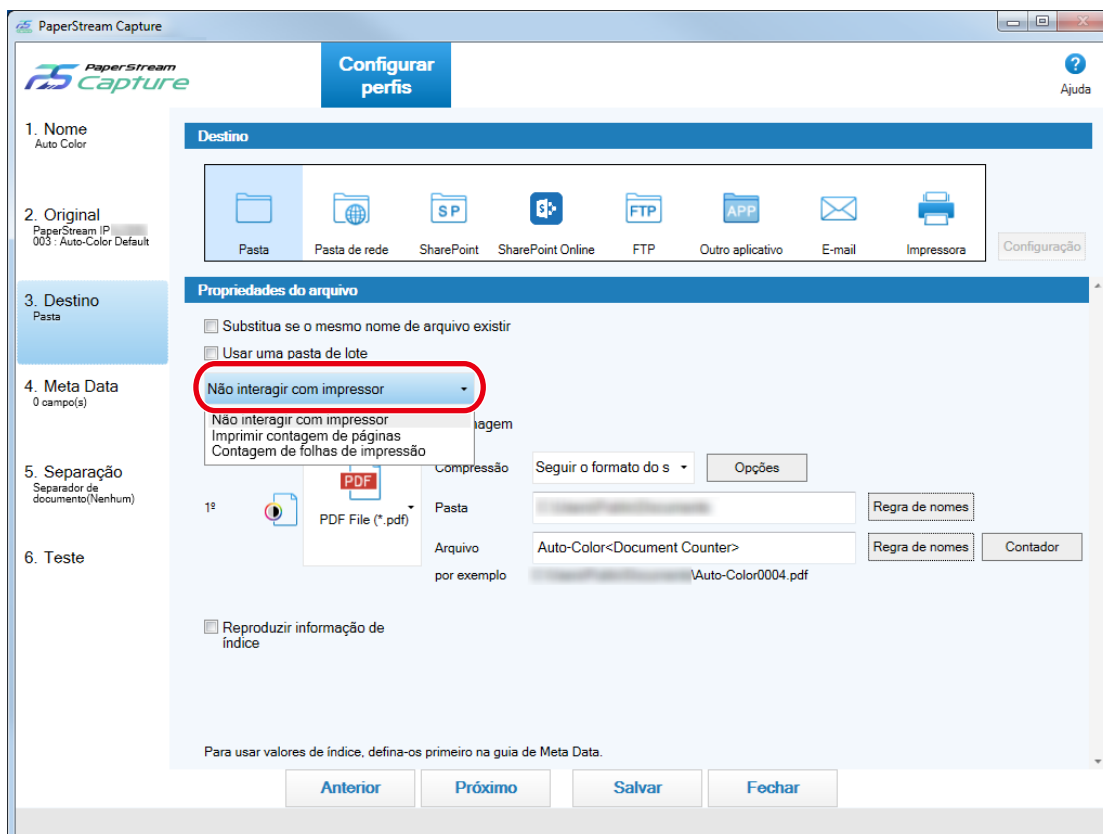 PaperStream Capture
PaperStream
Capture
Configurar
perfis
?
Ajuda
1. Nome
Auto Color
2. Original
PaperStream IP
003 : Auto-Color Default
3. Destino
Pasta
4. Meta Data
0 campo(s)
5. Separação
Separador de
documento(Nenhum)
6. Teste
Destino
SP
FTP
APP
Pasta
Pasta de rede
SharePoint
SharePoint Online
FTP
Outro aplicativo
E-mail
Impressora
Configuração
Propriedades do arquivo
Substitua se o mesmo nome de arquivo existir
Usar uma pasta de lote
Não interagir com impressor
Não interagir com impressor
Imprimir contagem de páginas
Contagem de folhas de impressão
1º
PDF
PDF File (*.pdf)
Compressão
Seguir o formato do s
Opções
Pasta
Regra de nomes
Arquivo
Auto-Color<Document Counter>
Regra de nomes
Contador
por exemplo
\Auto-Color0004.pdf
Reproduzir informação de
índice
Para usar valores de índice, defina-os primeiro na guia de Meta Data.
Anterior
Próximo
Salvar
Fechar